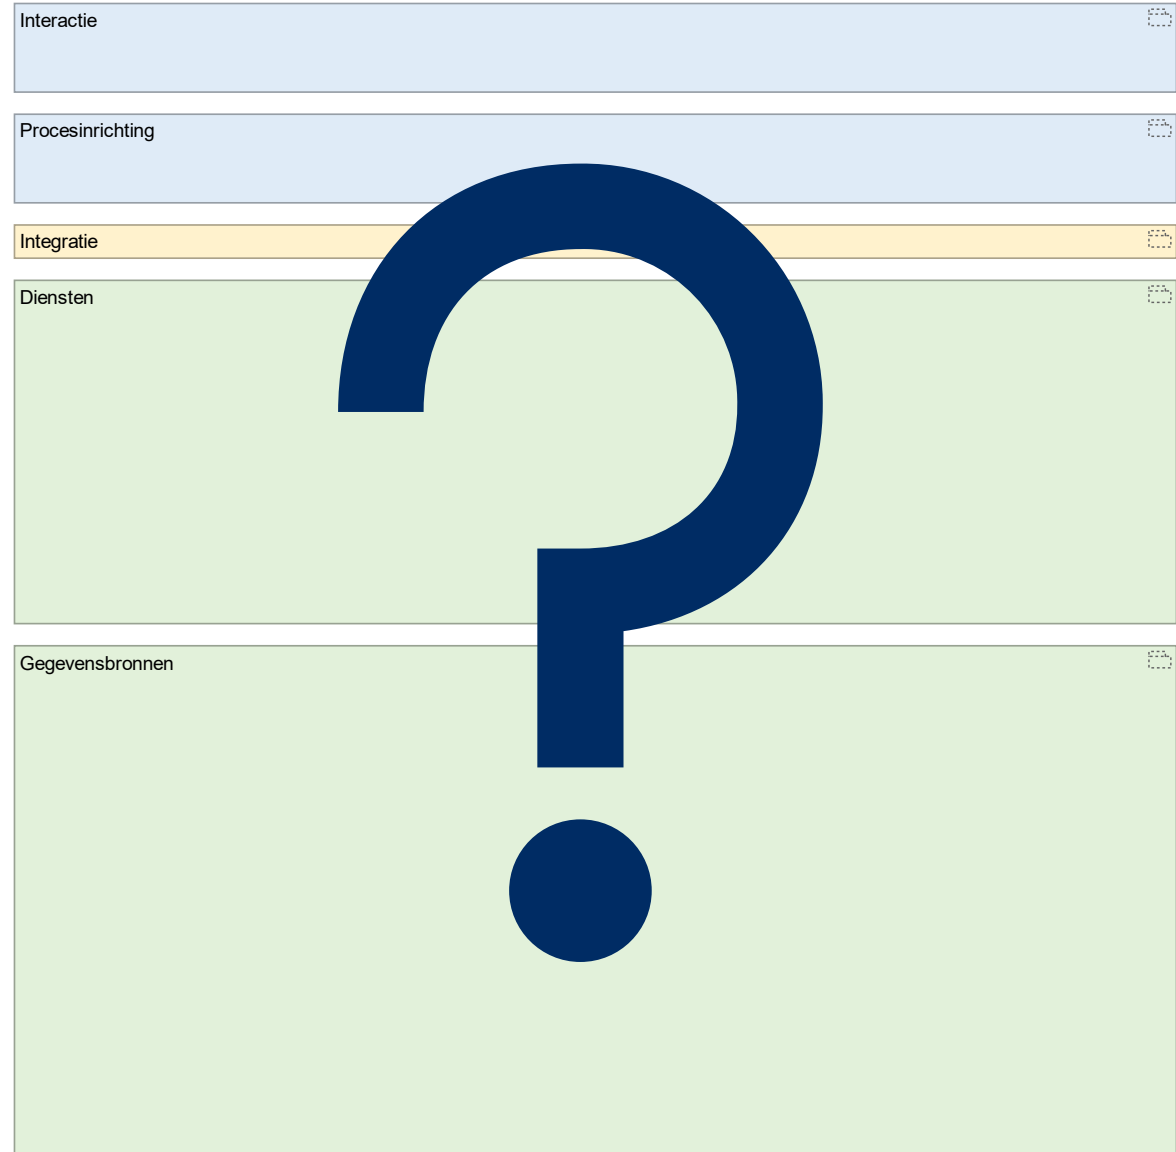 Interactie
Procesinrichting
Integratie
Diensten
Gegevensbronnen
?